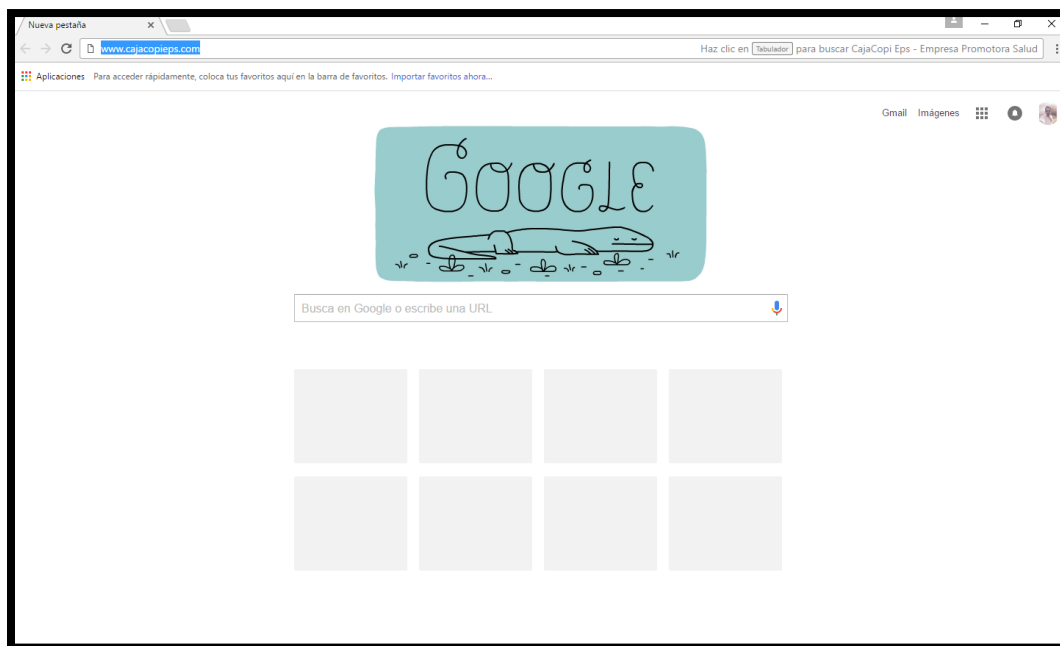 Nueva pestaña
www.cajacopieps.com
Haz clic en Tabulador para buscar CajaCopi Eps - Empresa Promotora Salud
Aplicaciones Para acceder rápidamente, coloca tus favoritos aquí en la barra de favoritos. Importar favoritos ahora...
Gmail Imágenes
GOOGLE
Busca en Google o escribe una URL